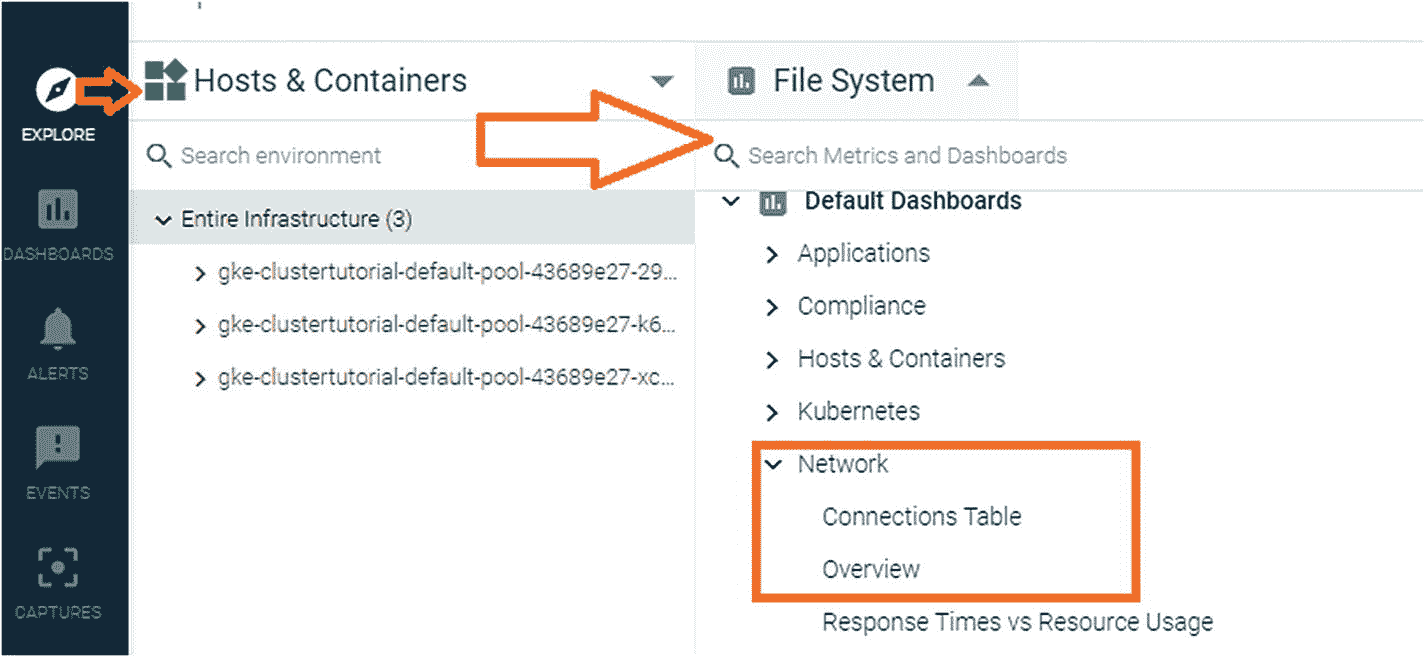 EXPLORE
DASHBOARDS
ALERTS
EVENTS
CAPTURES
Hosts & Containers
Search environment
Entire Infrastructure (3)
gke-clustertutorial-default-pool-43689e27-29...
gke-clustertutorial-default-pool-43689e27-k6...
gke-clustertutorial-default-pool-43689e27-xc...
File System
Search Metrics and Dashboards
Default Dashboards
Applications
Compliance
Hosts & Containers
Kubernetes
Network
Connections Table
Overview
Response Times vs Resource Usage